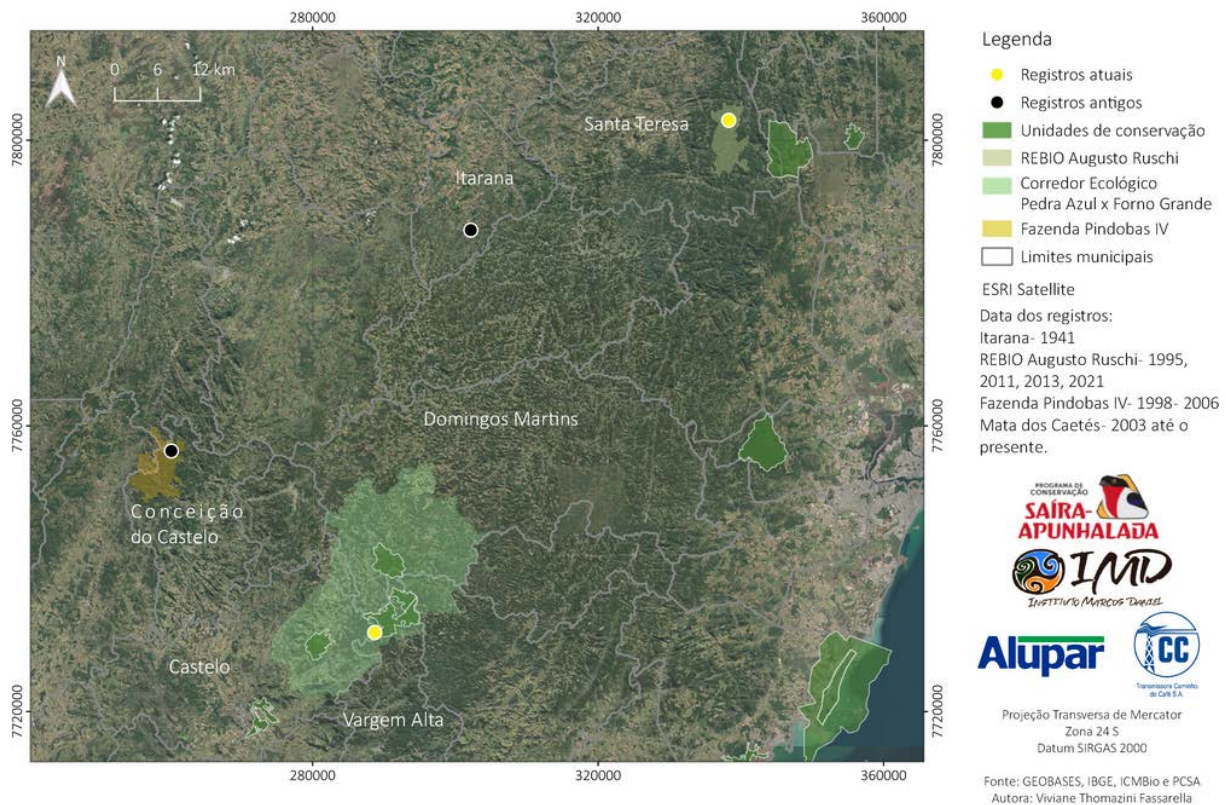 280000
320000
360000
N
0 6 12 km
Santa Teresa
Itarana
Domingos Martins
Conceição
do Castelo
Castelo
Vargem Alta
7800000
7760000
7720000
7800000
7760000
7720000
280000
320000
360000
Legenda
Registros atuais
Registros antigos
Unidades de conservação
REBIO Augusto Ruschi
Corredor Ecológico
Pedra Azul x Forno Grande
Fazenda Pindobas IV
Limites municipais
ESRI Satellite
Data dos registros:
Itarana- 1941
REBIO Augusto Ruschi- 1995,
2011, 2013, 2021
Fazenda Pindobas IV- 1998- 2006
Mata dos Caetés- 2003 até o
presente.
PROGRAMA DE
CONSERVAÇÃO
SAÍRA-
APUNHALADA
IMD
INSTITUTO MARCOS DANIEL
Alupar
CC
Transmissora Caminho
do Café S.A.
Projeção Transversa de Mercator
Zona 24 S
Datum SIRGAS 2000
Fonte: GEOBASES, IBGE, ICMBio e PCSA
Autora: Viviane Thomazini Fassarella